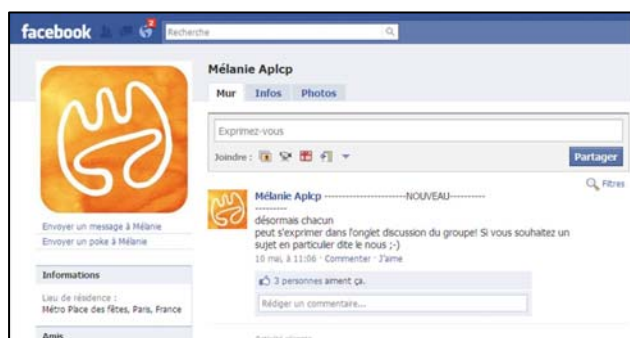 facebook
2
Recherche
Mélanie Aplcp
Mur Infos Photos
Exprimez-vous
Joindre :
Partager
Filtres
Mélanie Aplcp -----------------------NOUVEAU----------
---------
désormais chacun
peut s'exprimer dans l'onglet discussion du groupe! Si vous souhaitez un
sujet en particulier dite le nous ;-)
10 mai, à 11:06 · Commenter · J'aime
3 personnes aiment ça.
Rédiger un commentaire...
Envoyer un message à Mélanie
Envoyer un poke à Mélanie
Informations
Lieu de résidence :
Métro Place des fêtes, Paris, France
Amis